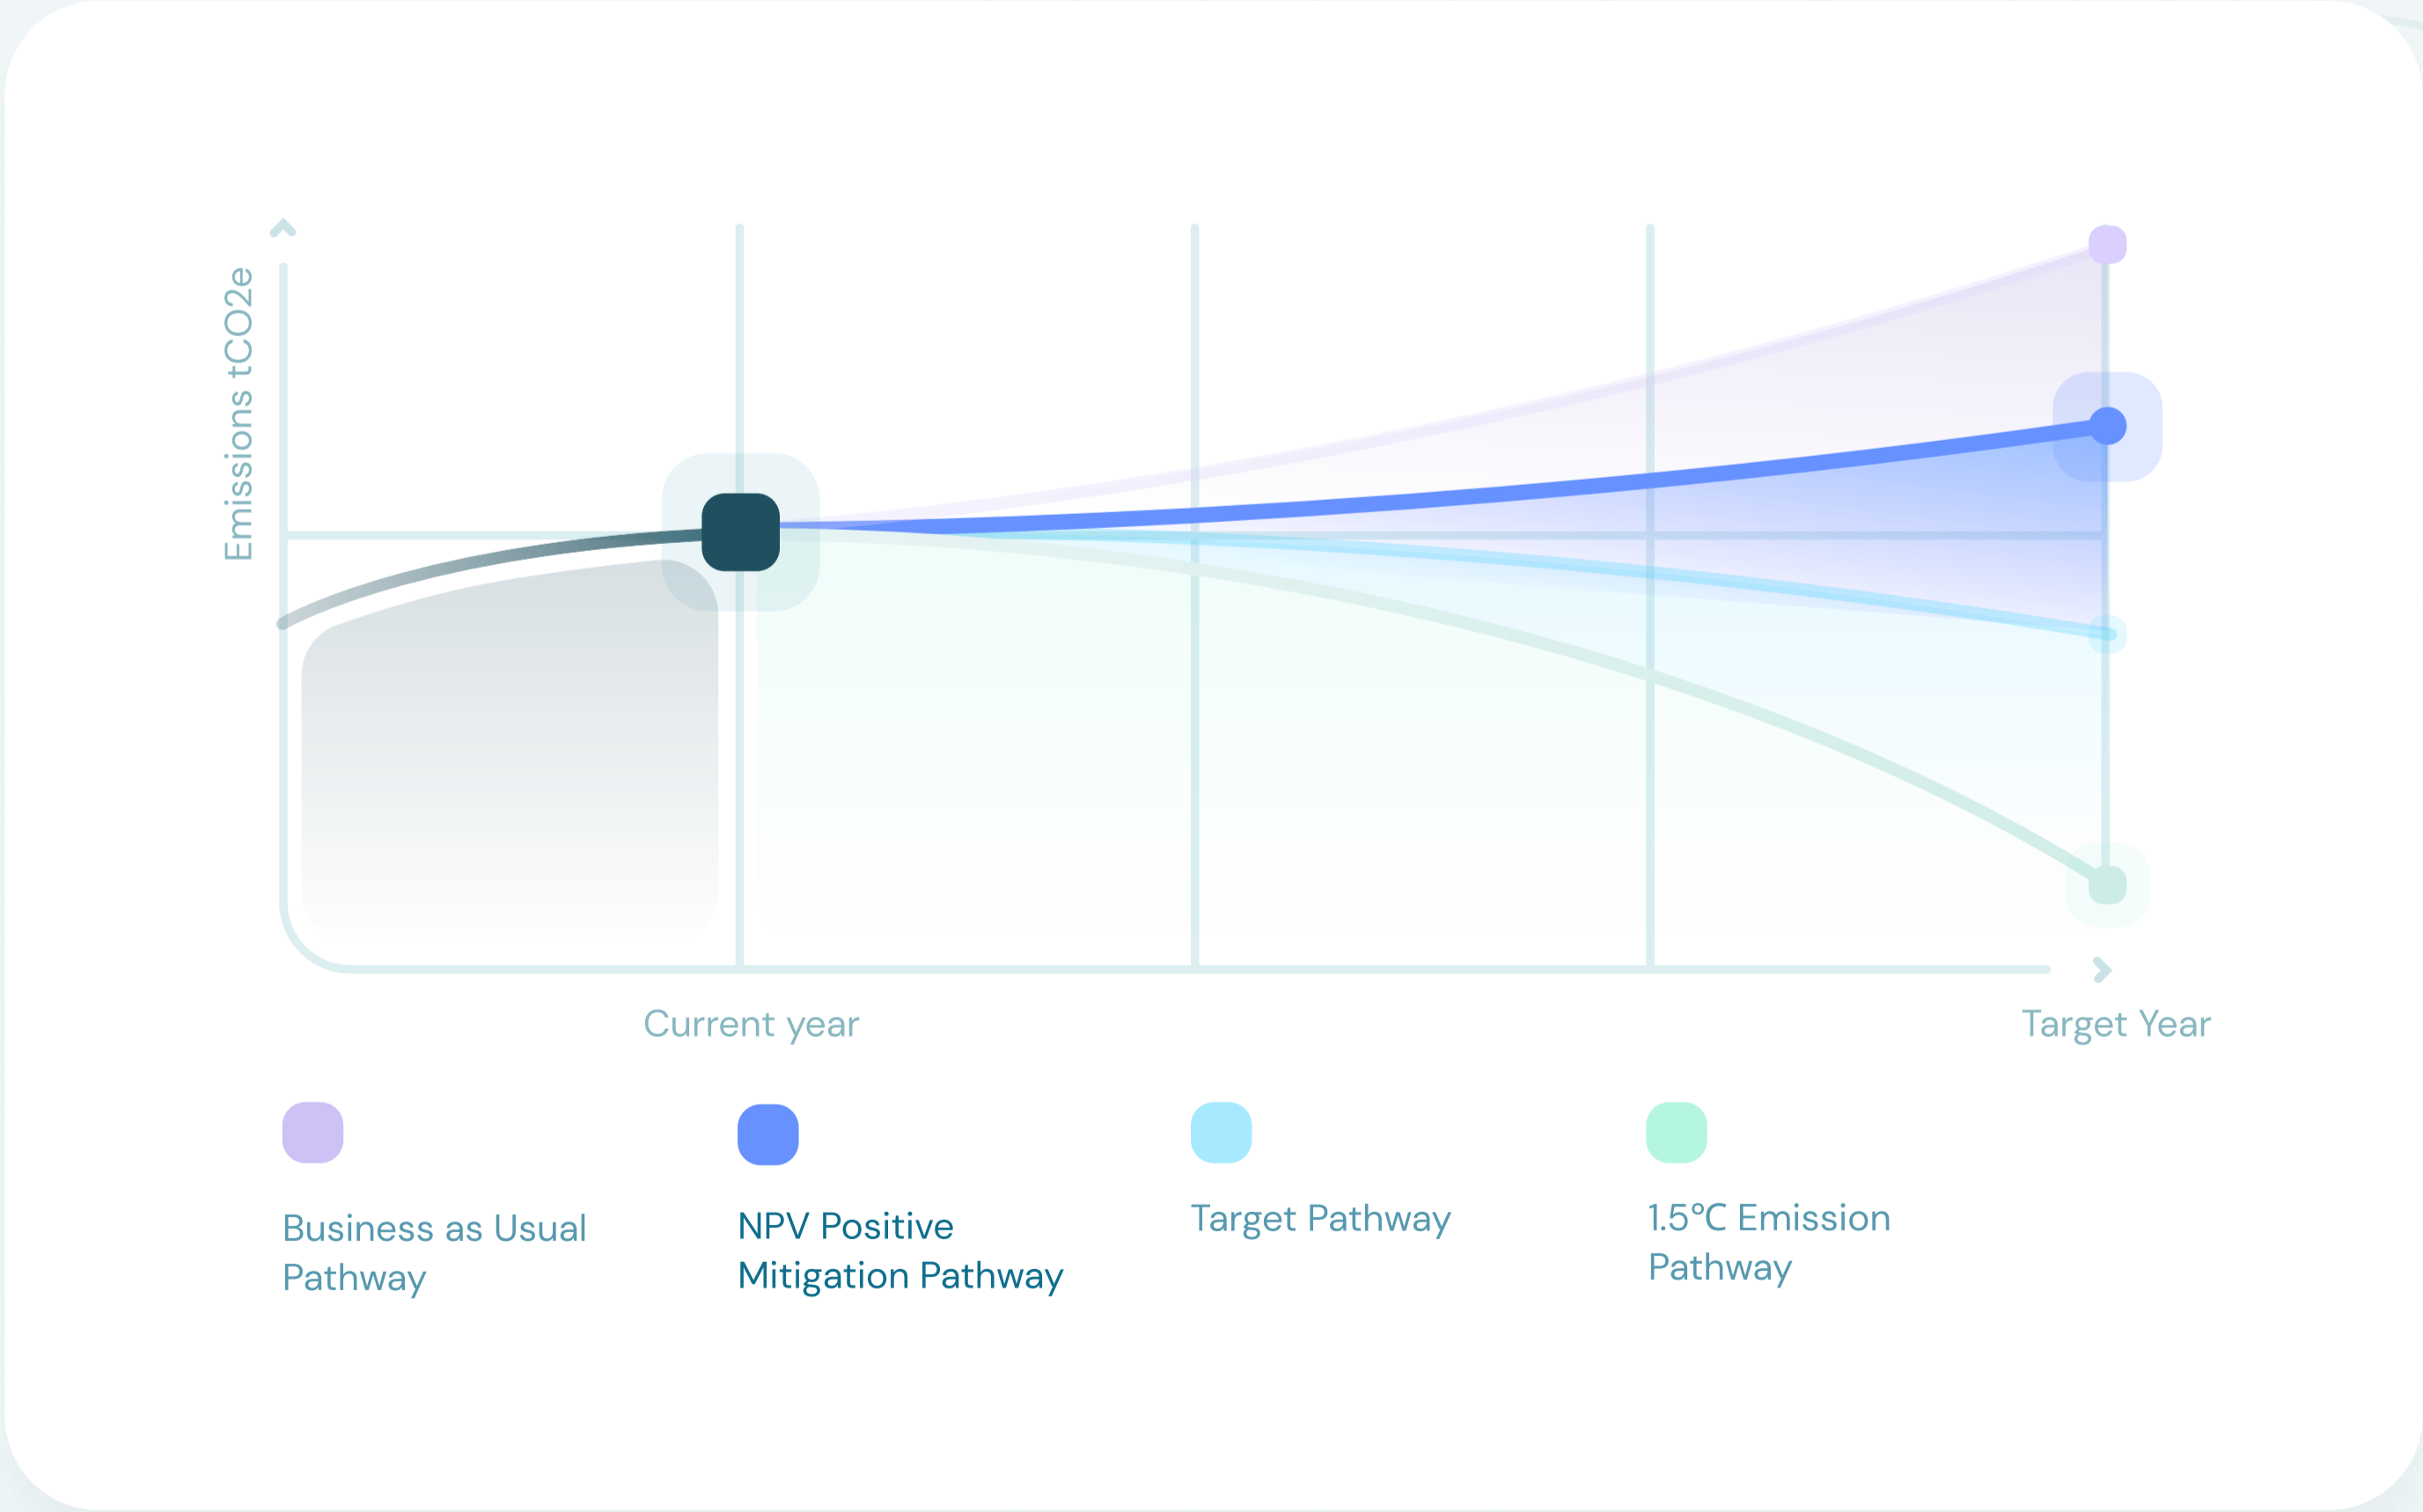 Emissions tCO2e
Current year
Target Year
Business as Usual
Pathway
NPV Positive
Mitigation Pathway
Target Pathway
1.5°C Emission
Pathway